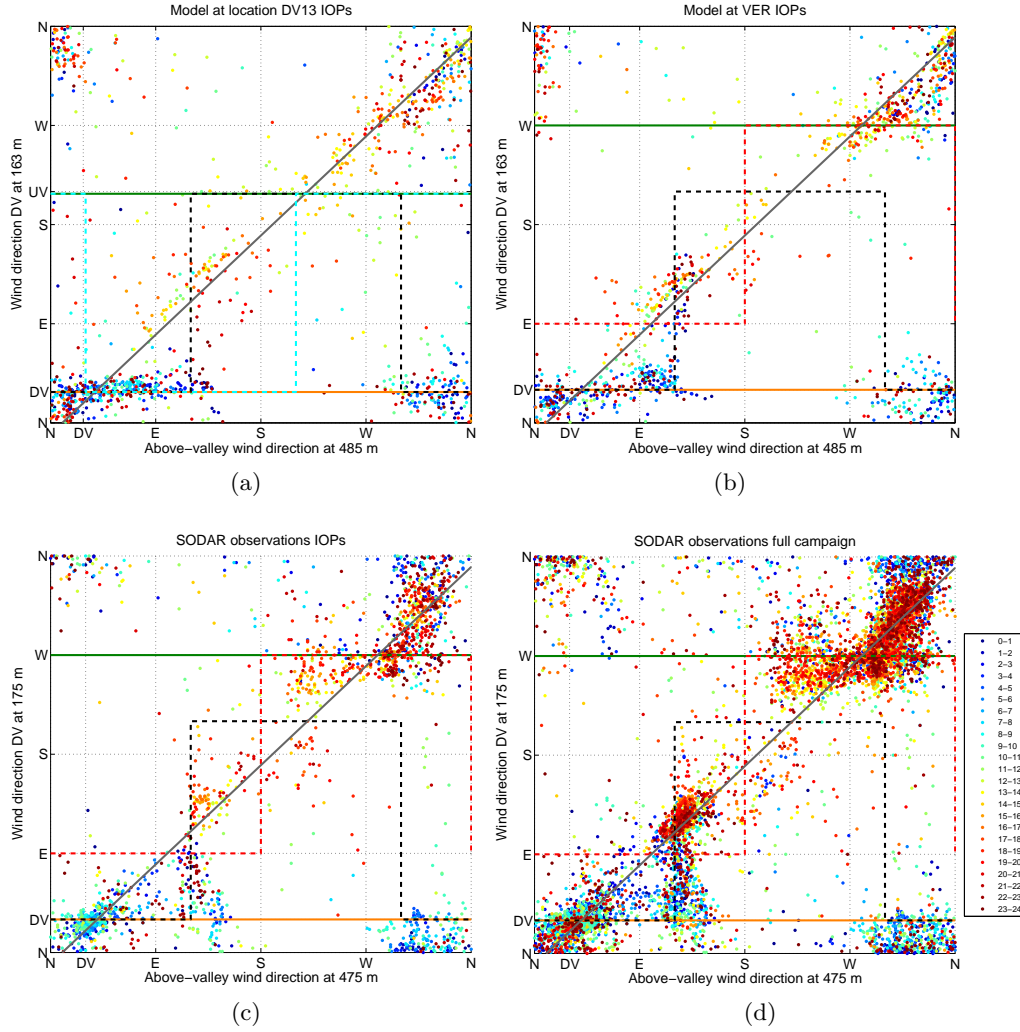 Model at location DV13 IOPs
Wind direction DV at 163 m
N
W
UV
S
E
DV
N
N DV E S W N
Above-valley wind direction at 485 m
(a)
Model at VER IOPs
Wind direction DV at 163 m
N
W
S
E
DV
N
N DV E S W N
Above-valley wind direction at 485 m
(b)
SODAR observations IOPs
Wind direction DV at 175 m
N
W
S
E
DV
N
N DV E S W N
Above-valley wind direction at 475 m
(c)
SODAR observations full campaign
Wind direction DV at 175 m
N
W
S
E
DV
N
N DV E S W N
Above-valley wind direction at 475 m
(d)
0-1
1-2
2-3
3-4
4-5
5-6
6-7
7-8
8-9
9-10
10-11
11-12
12-13
13-14
14-15
15-16
16-17
17-18
18-19
19-20
20-21
21-22
22-23
23-24